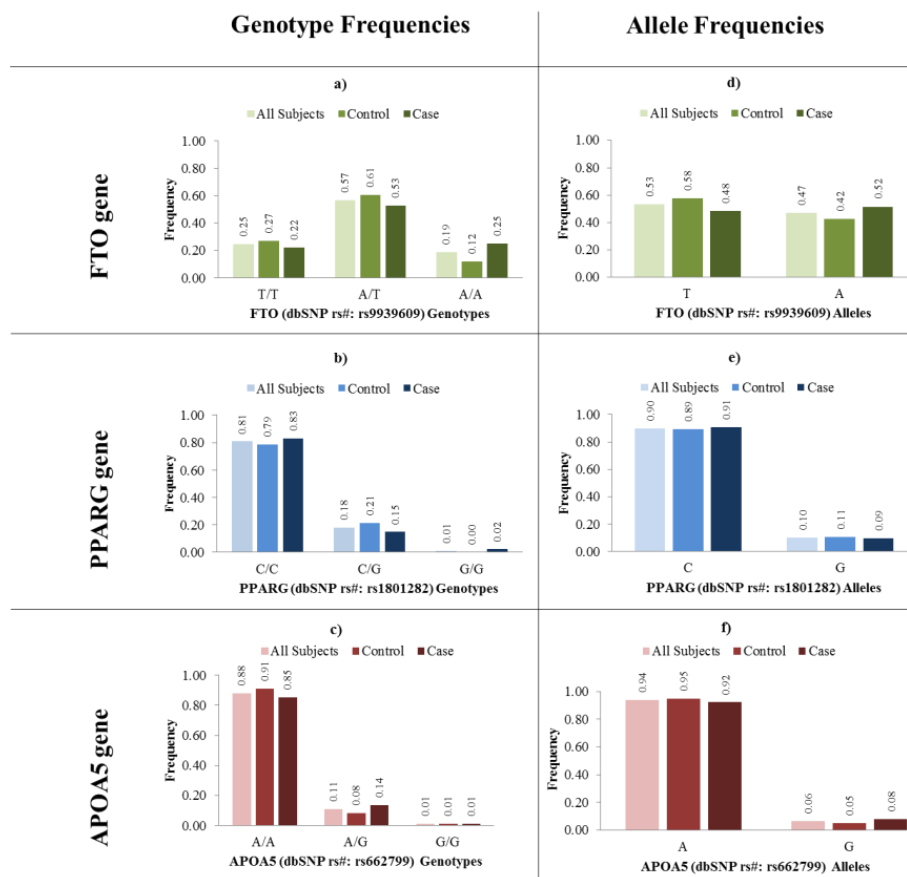 Genotype Frequencies
Allele Frequencies
FTO gene
a)
All Subjects Control Case
Frequency
1.00
0.80
0.60
0.40
0.20
0.00
0.25 0.27 0.22
0.57 0.61 0.53
0.19 0.12 0.25
T/T A/T A/A
FTO (dbSNP rs#: rs9939609) Genotypes
d)
All Subjects Control Case
Frequency
1.00
0.80
0.60
0.40
0.20
0.00
0.53 0.58 0.48
0.47 0.42 0.52
T A
FTO (dbSNP rs#: rs9939609) Alleles
PPARG gene
b)
All Subjects Control Case
Frequency
1.00
0.80
0.60
0.40
0.20
0.00
0.81 0.79 0.83
0.18 0.21 0.15
0.01 0.00 0.02
C/C C/G G/G
PPARG (dbSNP rs#: rs1801282) Genotypes
e)
All Subjects Control Case
Frequency
1.00
0.80
0.60
0.40
0.20
0.00
0.90 0.89 0.91
0.10 0.11 0.09
C G
PPARG (dbSNP rs#: rs1801282) Alleles
APOA5 gene
c)
All Subjects Control Case
Frequency
1.00
0.80
0.60
0.40
0.20
0.00
0.88 0.91 0.85
0.11 0.08 0.14
0.01 0.01 0.01
A/A A/G G/G
APOA5 (dbSNP rs#: rs662799) Genotypes
f)
All Subjects Control Case
Frequency
1.00
0.80
0.60
0.40
0.20
0.00
0.94 0.95 0.92
0.06 0.05 0.08
A G
APOA5 (dbSNP rs#: rs662799) Alleles